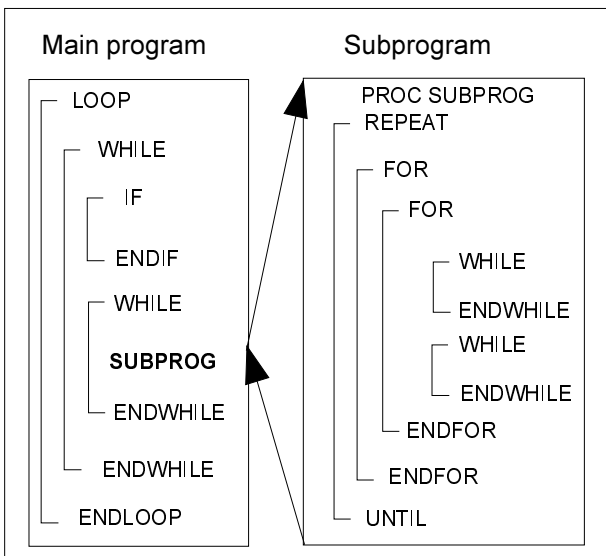 Main program
LOOP
WHILE
IF
ENDIF
WHILE
SUBPROG
ENDWHILE
ENDWHILE
ENDLOOP
Subprogram
PROC SUBPROG
REPEAT
FOR
FOR
WHILE
ENDWHILE
WHILE
ENDWHILE
ENDFOR
ENDFOR
UNTIL